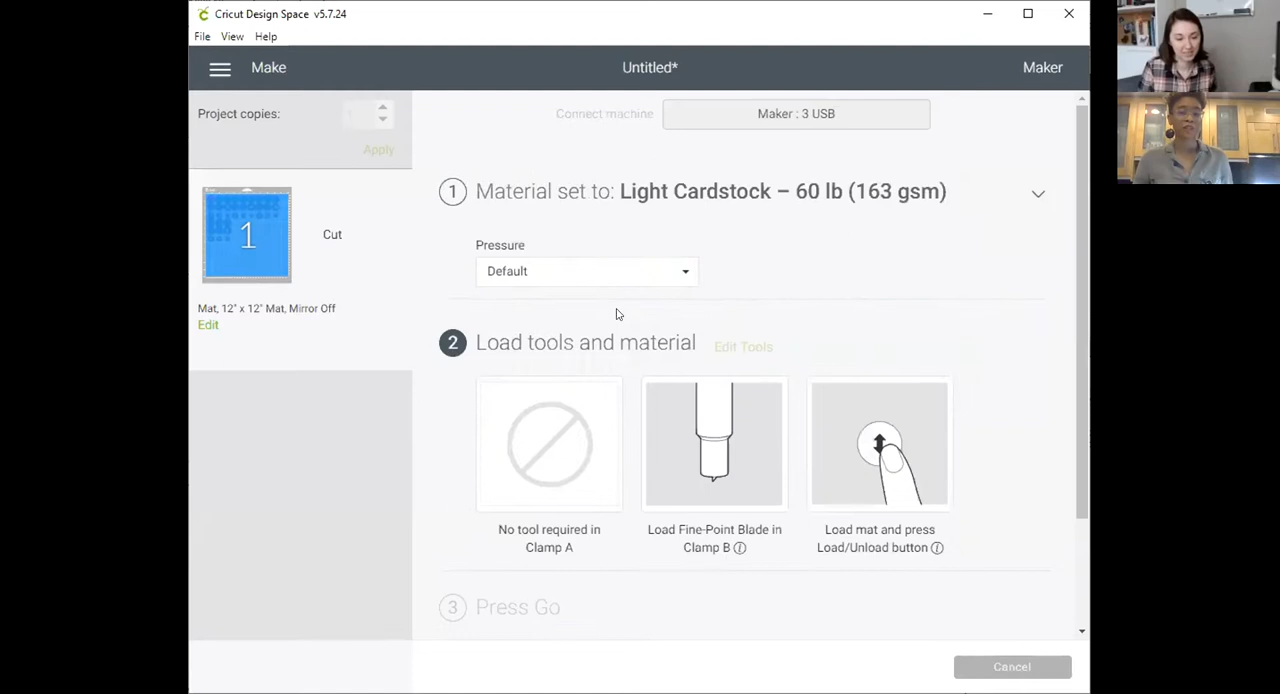 Cricut Design Space v5.7.24
File View Help
Make
Untitled*
Maker
Project copies:
1
Apply
Connect machine
Maker : 3 USB
1
Cut
Mat, 12" x 12" Mat, Mirror Off
Edit
1 Material set to: Light Cardstock – 60 lb (163 gsm)
Pressure
Default
2 Load tools and material
Edit Tools
No tool required in
Clamp A
Load Fine-Point Blade in
Clamp B
Load mat and press
Load/Unload button
3 Press Go
Cancel